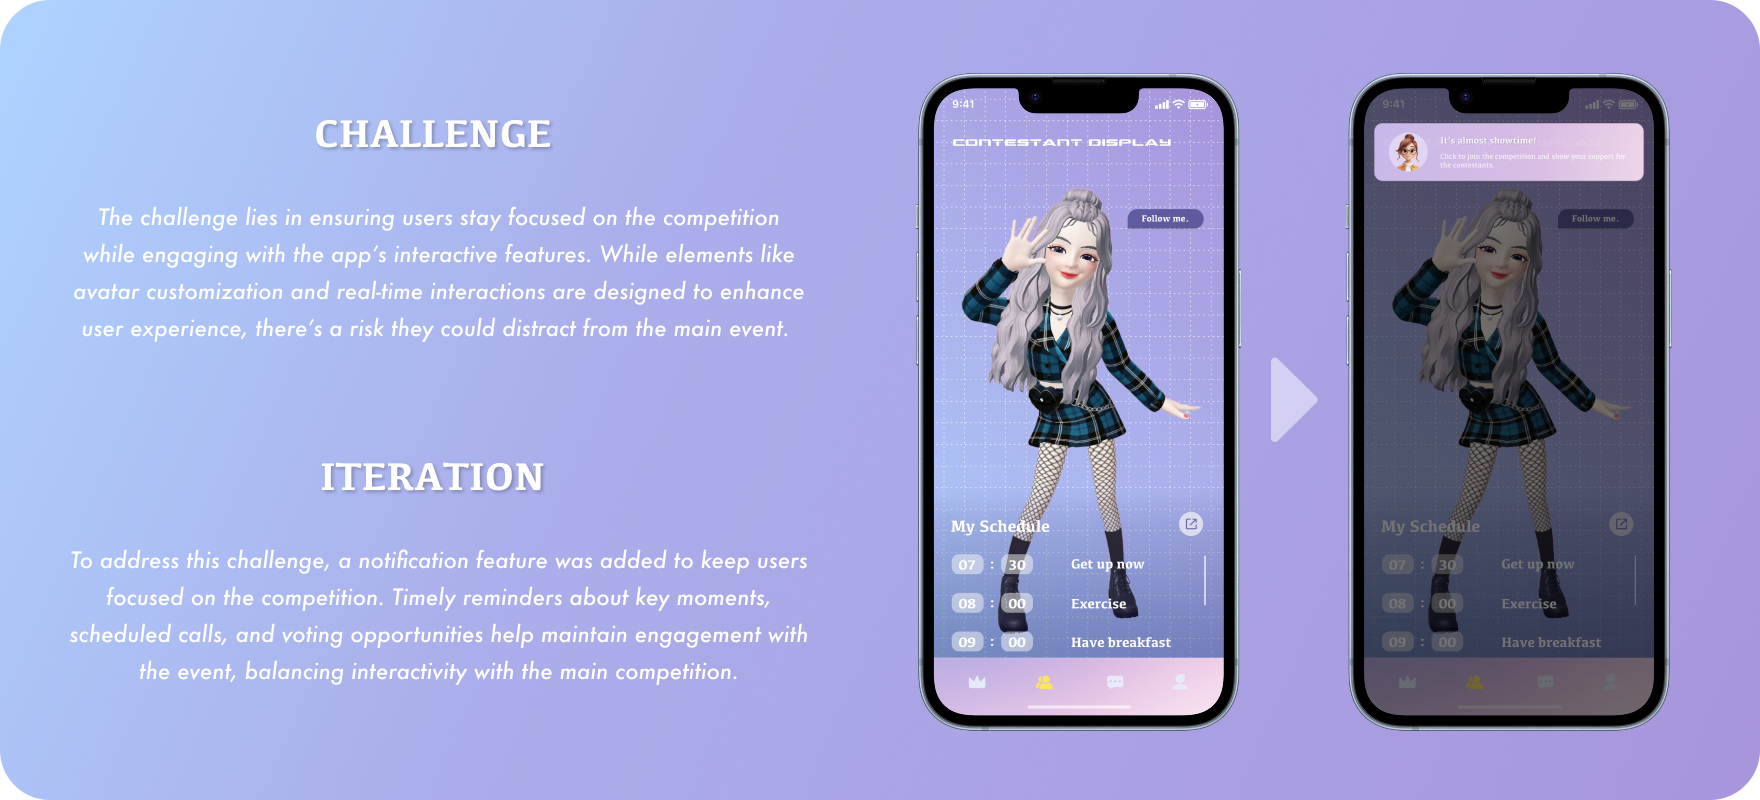 CHALLENGE
The challenge lies in ensuring users stay focused on the competition
while engaging with the app’s interactive features. While elements like
avatar customization and real-time interactions are designed to enhance
user experience, there’s a risk they could distract from the main event.
ITERATION
To address this challenge, a notification feature was added to keep users
focused on the competition. Timely reminders about key moments,
scheduled calls, and voting opportunities help maintain engagement with
the event, balancing interactivity with the main competition.
9:41
CONTESTANT DISPLAY
Follow me.
My Schedule
07 : 30 Get up now
08 : 00 Exercise
09 : 00 Have breakfast
9:41
It's almost showtime!
Click to join the competition and show your support for
the contestants.
Follow me.
My Schedule
07 : 30 Get up now
08 : 00 Exercise
09 : 00 Have breakfast